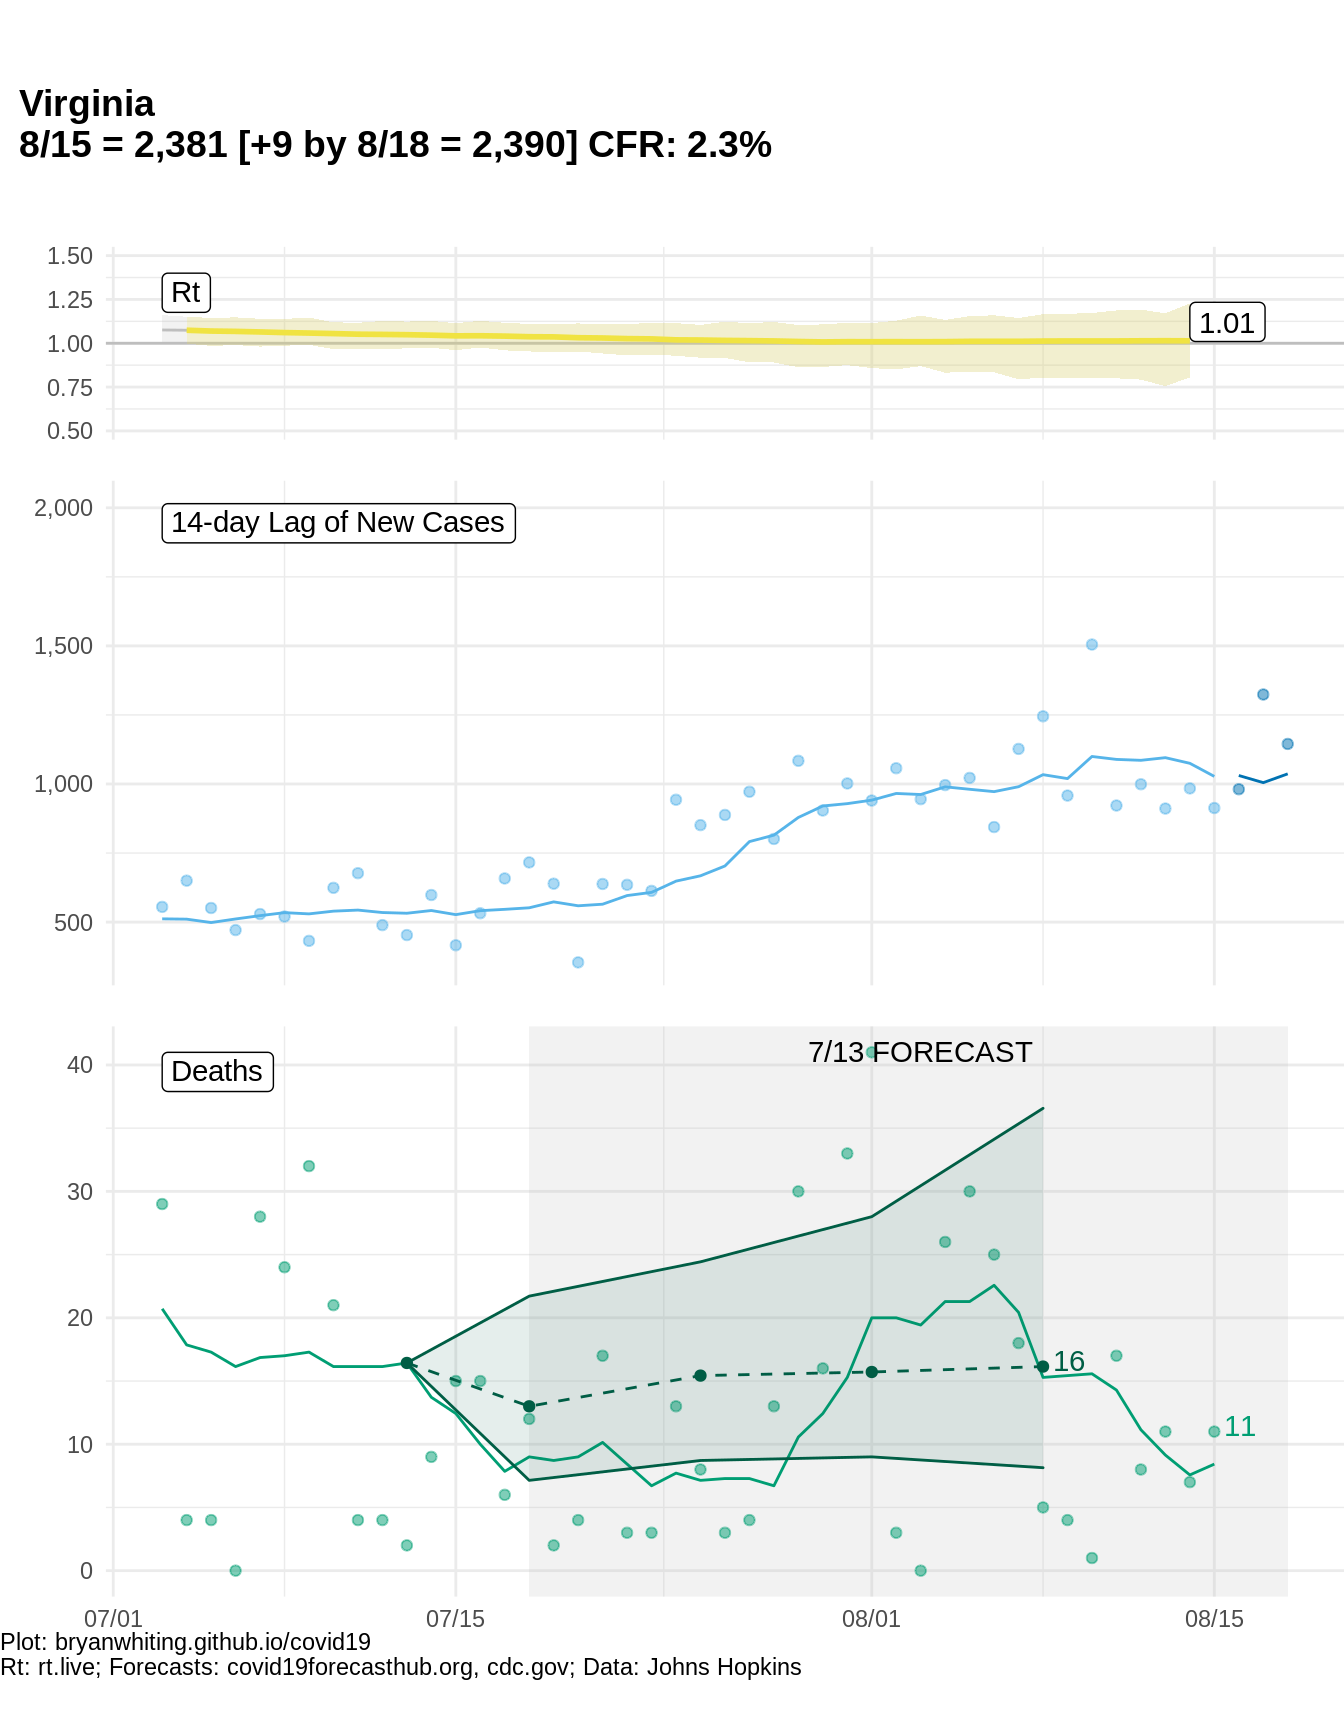 Virginia
8/15 = 2,381 [+9 by 8/18 = 2,390] CFR: 2.3%
1.50
1.25
1.00
0.75
0.50
Rt
1.01
2,000
1,500
1,000
500
14-day Lag of New Cases
40
30
20
10
0
Deaths
7/13 FORECAST
16
11
07/01
07/15
08/01
08/15
Plot: bryanwhiting.github.io/covid19
Rt: rt.live; Forecasts: covid19forecasthub.org, cdc.gov; Data: Johns Hopkins